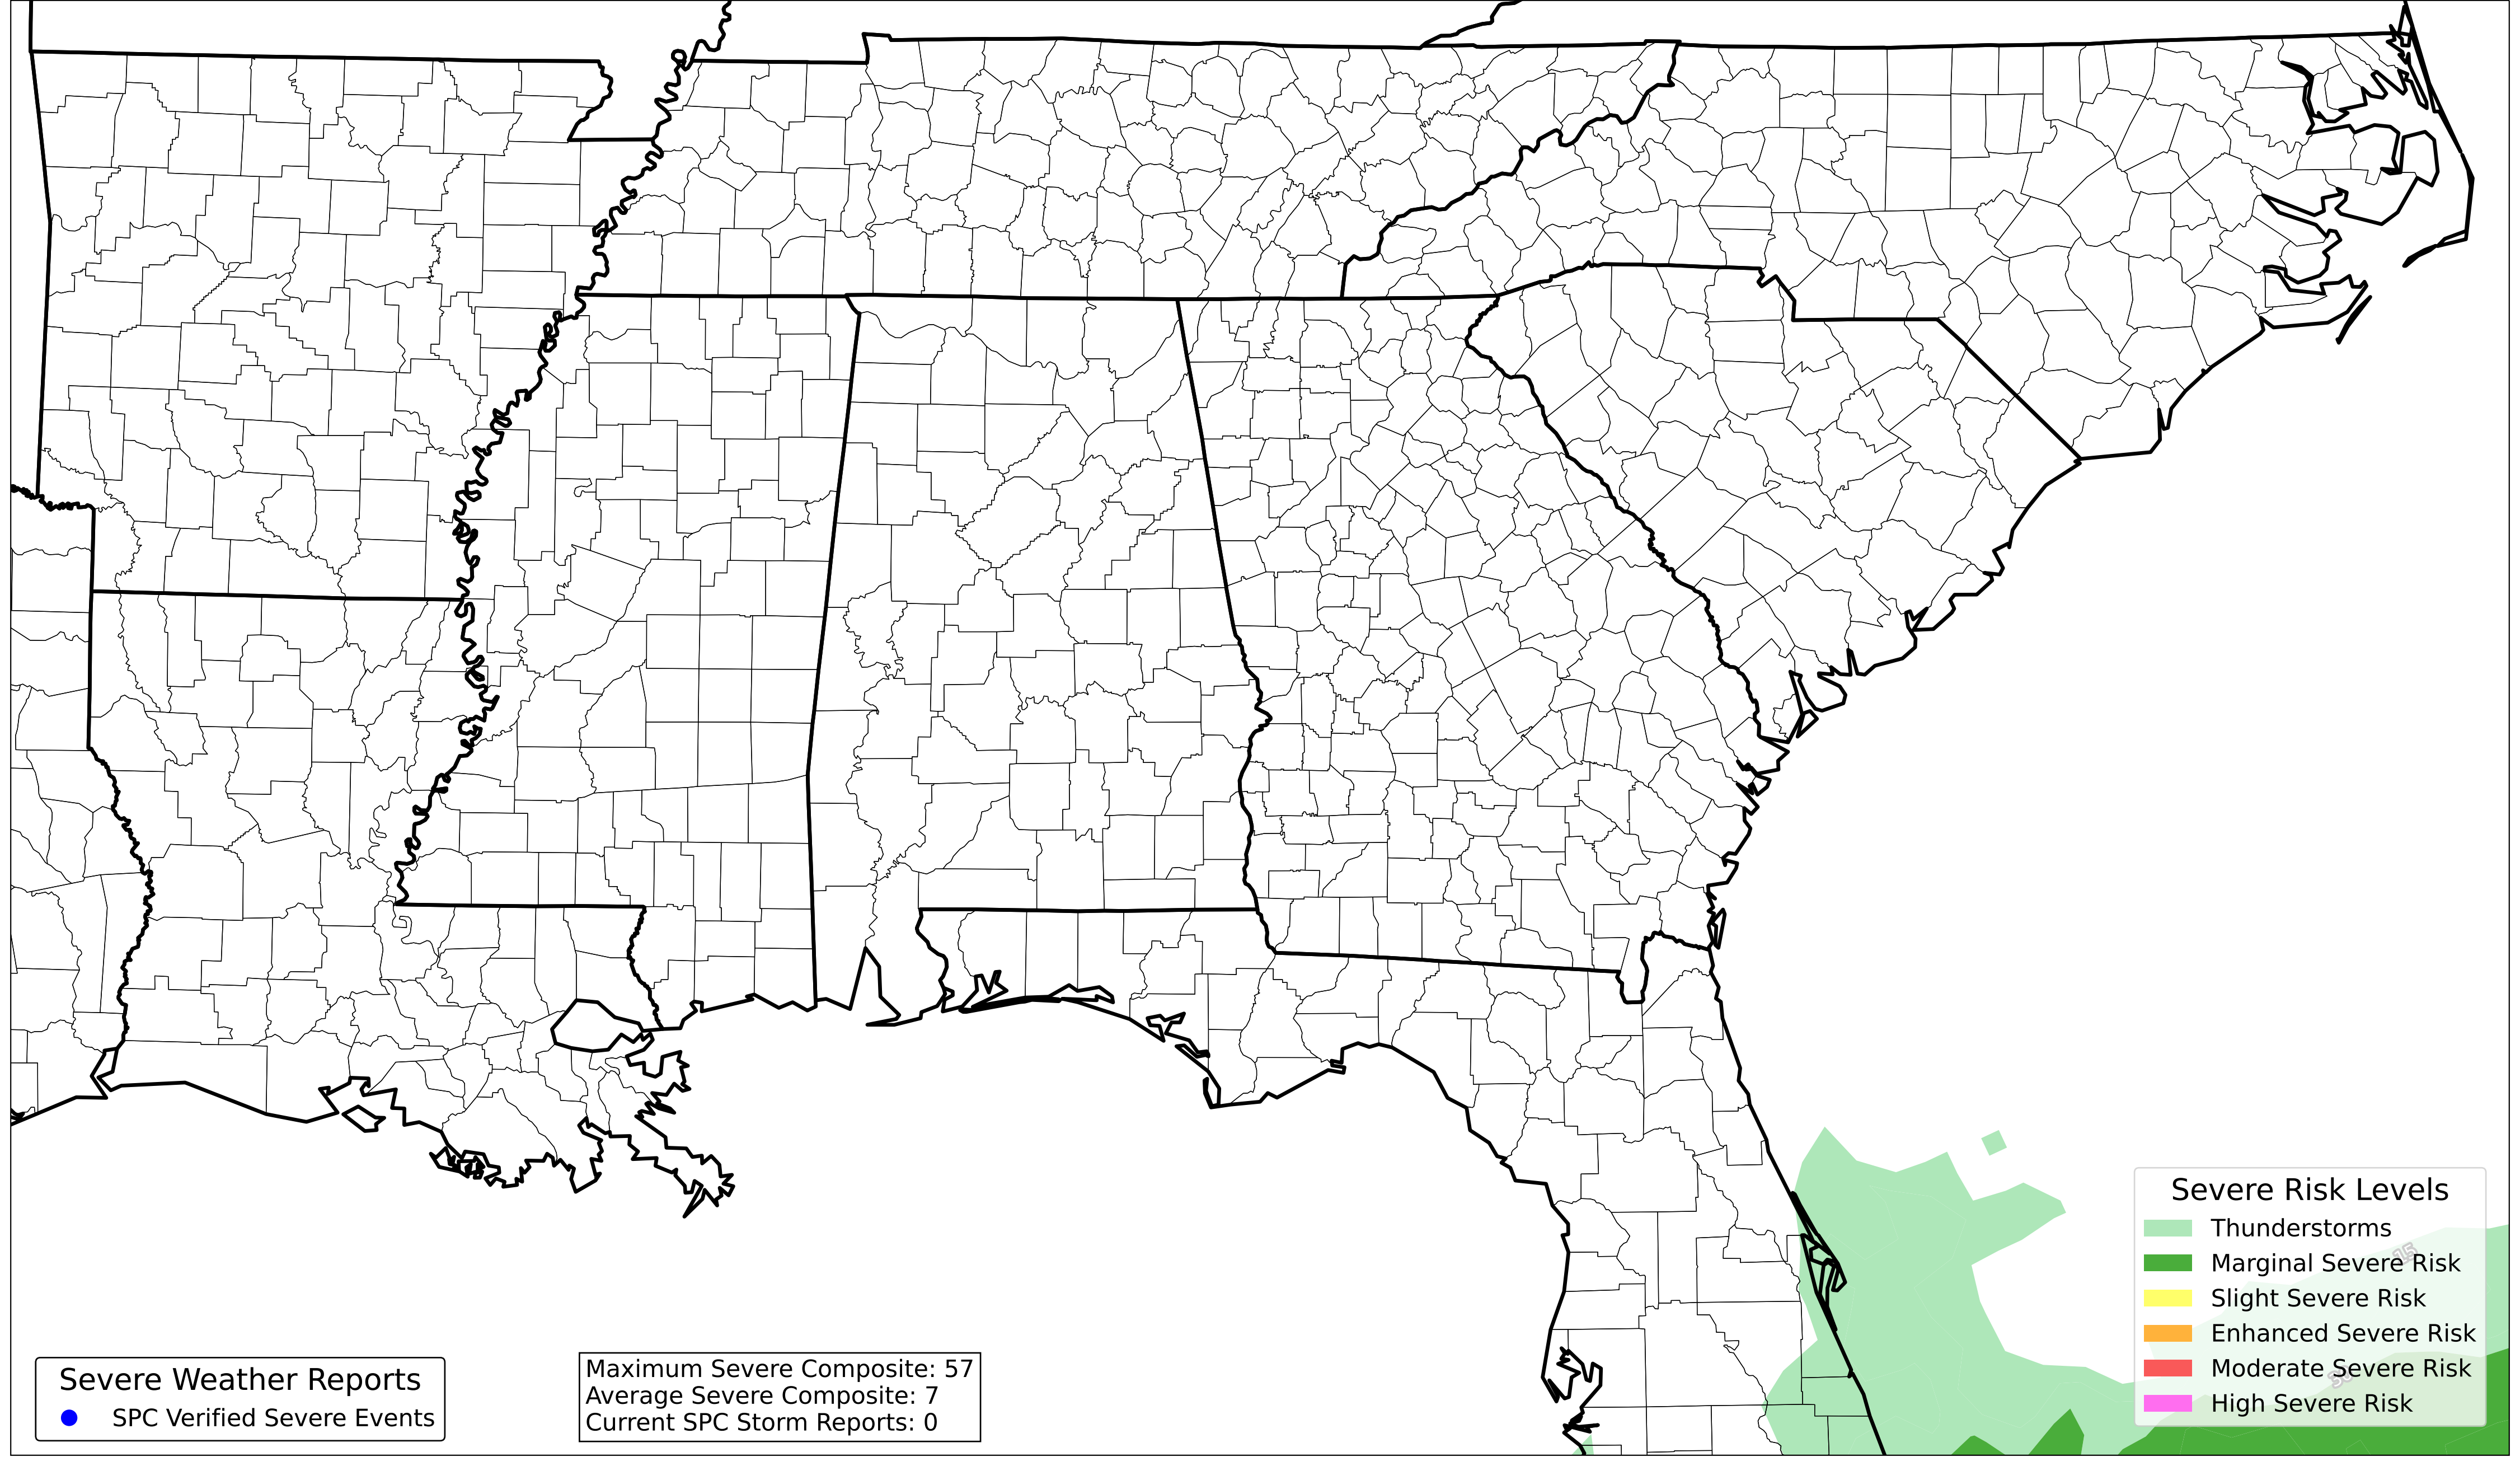 Severe Risk Levels
Thunderstorms
15
Marginal Severe Risk
Slight Severe Risk
Enhanced Severe Risk
Moderate Severe Risk
High Severe Risk
Severe Weather Reports
SPC Verified Severe Events
Maximum Severe Composite: 57
Average Severe Composite: 7
Current SPC Storm Reports: 0